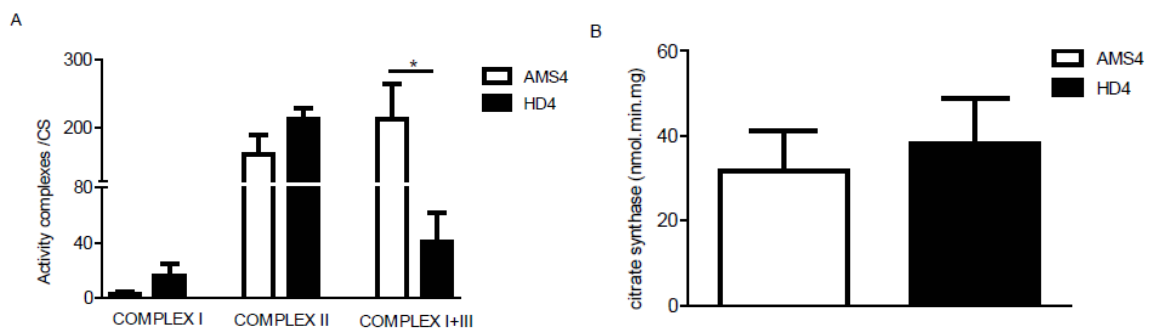 A
Activity complexes /CS
300
200
80
40
0
*
AMS4
HD4
COMPLEX I
COMPLEX II
COMPLEX I+III
B
citrate synthase (nmol.min.mg)
60
40
20
0
AMS4
HD4